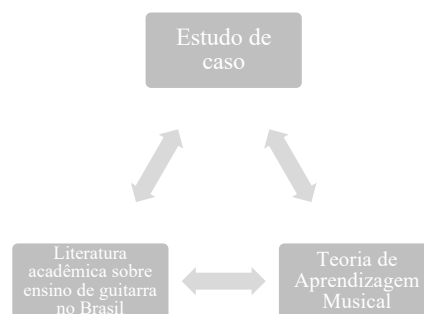 Estudo de
caso
Literatura
acadêmica sobre
ensino de guitarra
no Brasil
Teoria de
Aprendizagem
Musical